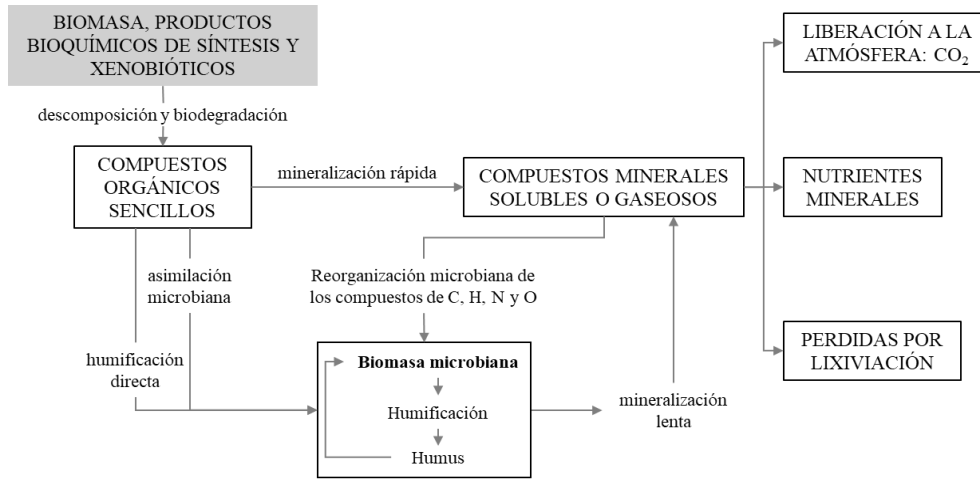 BIOMASA, PRODUCTOS
BIOQUÍMICOS DE SÍNTESIS Y
XENOBIÓTICOS
descomposición y biodegradación
COMPUESTOS
ORGÁNICOS
SENCILLOS
mineralización rápida
COMPUESTOS MINERALES
SOLUBLES O GASEOSOS
LIBERACIÓN A LA
ATMÓSFERA: CO₂
NUTRIENTES
MINERALES
PERDIDAS POR
LIXIVIACIÓN
asimilación
microbiana
humificación
directa
Reorganización microbiana de
los compuestos de C, H, N y O
Biomasa microbiana
Humificación
Humus
mineralización
lenta